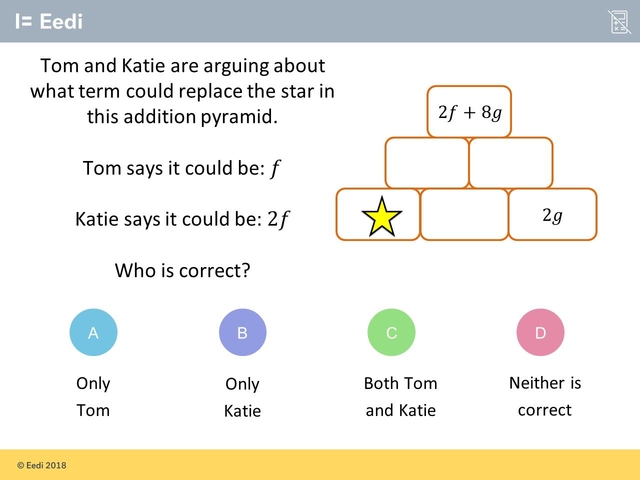 Eedi
Tom and Katie are arguing about
what term could replace the star in
this addition pyramid.
Tom says it could be: f
Katie says it could be: 2f
Who is correct?
2f + 8g
2g
A
B
C
D
Only
Tom
Only
Katie
Both Tom
and Katie
Neither is
correct
© Eedi 2018